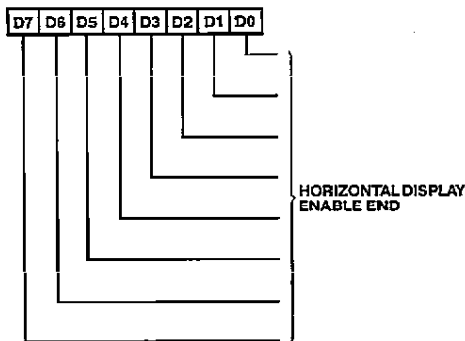 D7 D6 D5 D4 D3 D2 D1 D0
HORIZONTAL DISPLAY
ENABLE END